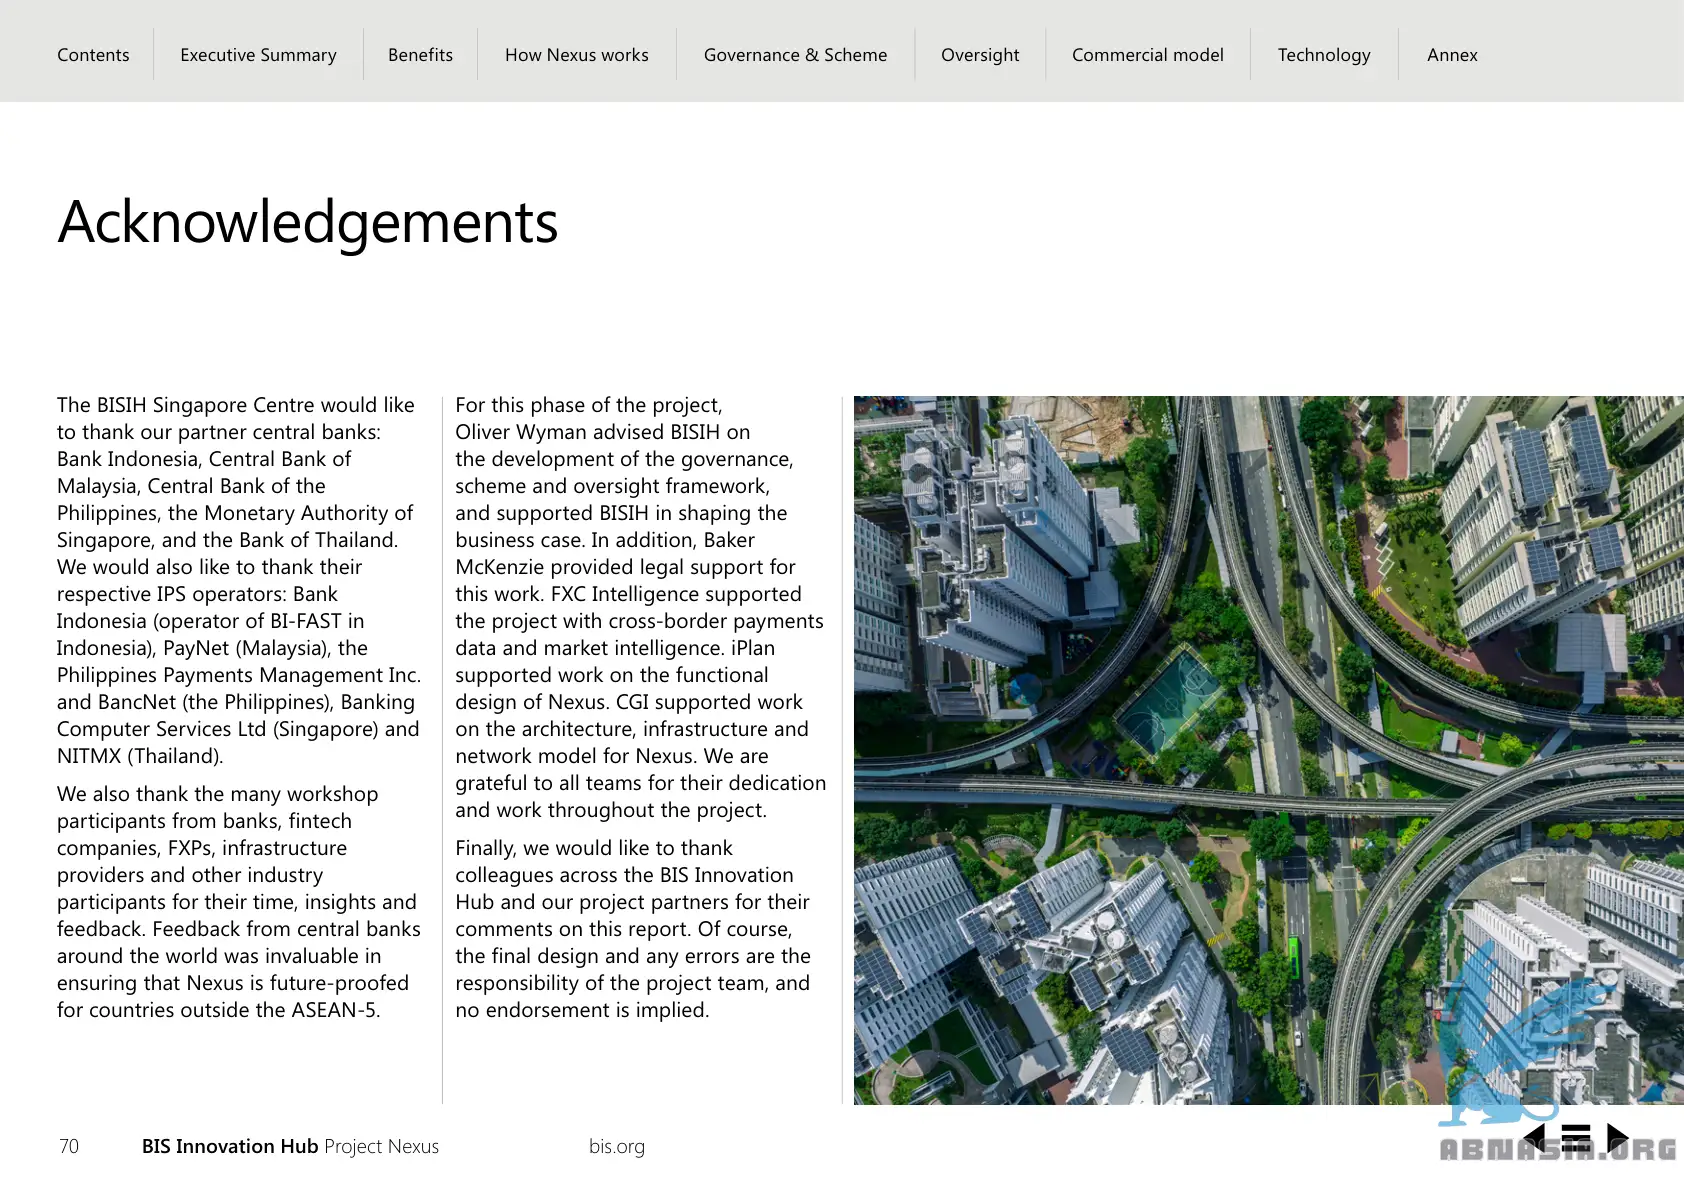 Contents
Executive Summary
Benefits
How Nexus works
Governance & Scheme
Oversight
Commercial model
Technology
Annex
Acknowledgements
The BISIH Singapore Centre would like
to thank our partner central banks:
Bank Indonesia, Central Bank of
Malaysia, Central Bank of the
Philippines, the Monetary Authority of
Singapore, and the Bank of Thailand.
We would also like to thank their
respective IPS operators: Bank
Indonesia (operator of BI-FAST in
Indonesia), PayNet (Malaysia), the
Philippines Payments Management Inc.
and BancNet (the Philippines), Banking
Computer Services Ltd (Singapore) and
NITMX (Thailand).
We also thank the many workshop
participants from banks, fintech
companies, FXPs, infrastructure
providers and other industry
participants for their time, insights and
feedback. Feedback from central banks
around the world was invaluable in
ensuring that Nexus is future-proofed
for countries outside the ASEAN-5.
For this phase of the project,
Oliver Wyman advised BISIH on
the development of the governance,
scheme and oversight framework,
and supported BISIH in shaping the
business case. In addition, Baker
McKenzie provided legal support for
this work. FXC Intelligence supported
the project with cross-border payments
data and market intelligence. iPlan
supported work on the functional
design of Nexus. CGI supported work
on the architecture, infrastructure and
network model for Nexus. We are
grateful to all teams for their dedication
and work throughout the project.
Finally, we would like to thank
colleagues across the BIS Innovation
Hub and our project partners for their
comments on this report. Of course,
the final design and any errors are the
responsibility of the project team, and
no endorsement is implied.
70
BIS Innovation Hub Project Nexus
bis.org
ABNASIA.ORG